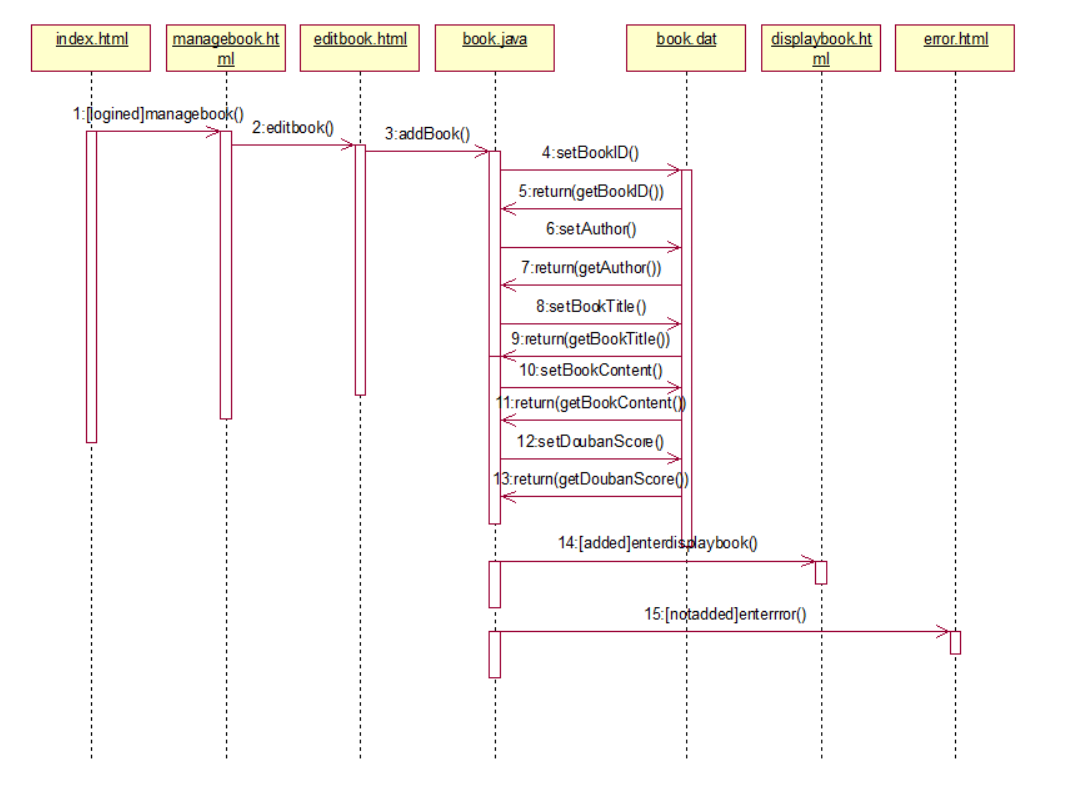 index.html
managebook.ht
ml
editbook.html
book.java
book.dat
displaybook.ht
ml
error.html
1:[logined]managebook()
2:editbook()
3:addBook()
4:setBookID()
5:return(getBookID())
6:setAuthor()
7:return(getAuthor())
8:setBookTitle()
9:return(getBookTitle())
10:setBookContent()
11:return(getBookContent())
12:setDoubanScore()
13:return(getDoubanScore())
14:[added]enterdisplaybook()
15:[notadded]enterrror()